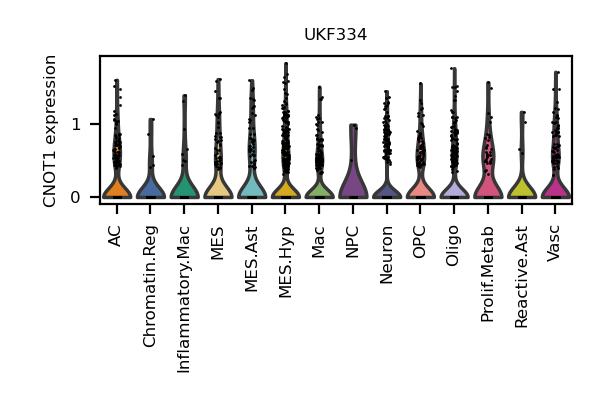 UKF334
CNOT1 expression
1
0
AC
Chromatin.Reg
Inflammatory.Mac
MES
MES.Ast
MES.Hyp
Mac
NPC
Neuron
OPC
Oligo
Prolif.Metab
Reactive.Ast
Vasc